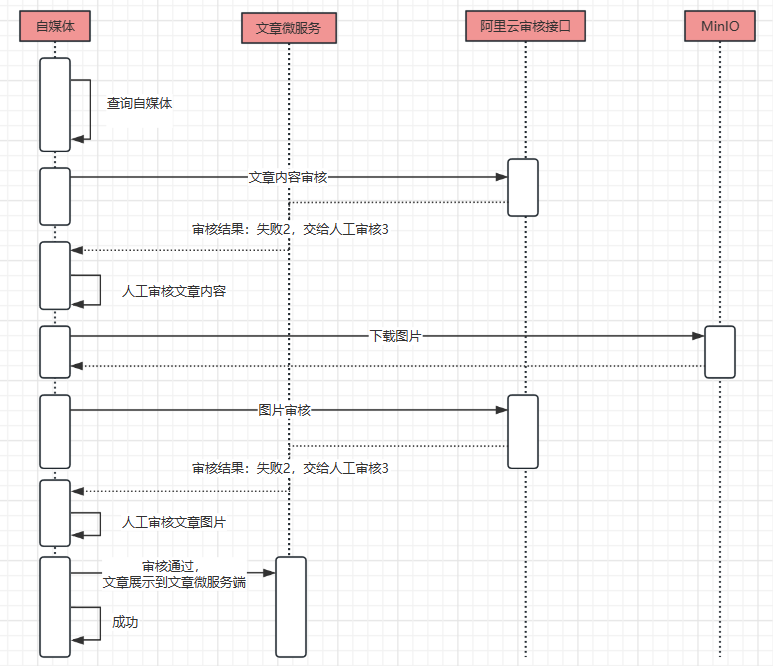 自媒体
文章微服务
阿里云审核接口
MinIO
查询自媒体
文章内容审核
审核结果：失败2，交给人工审核3
人工审核文章内容
下载图片
图片审核
审核结果：失败2，交给人工审核3
人工审核文章图片
审核通过，
文章展示到文章微服务端
成功